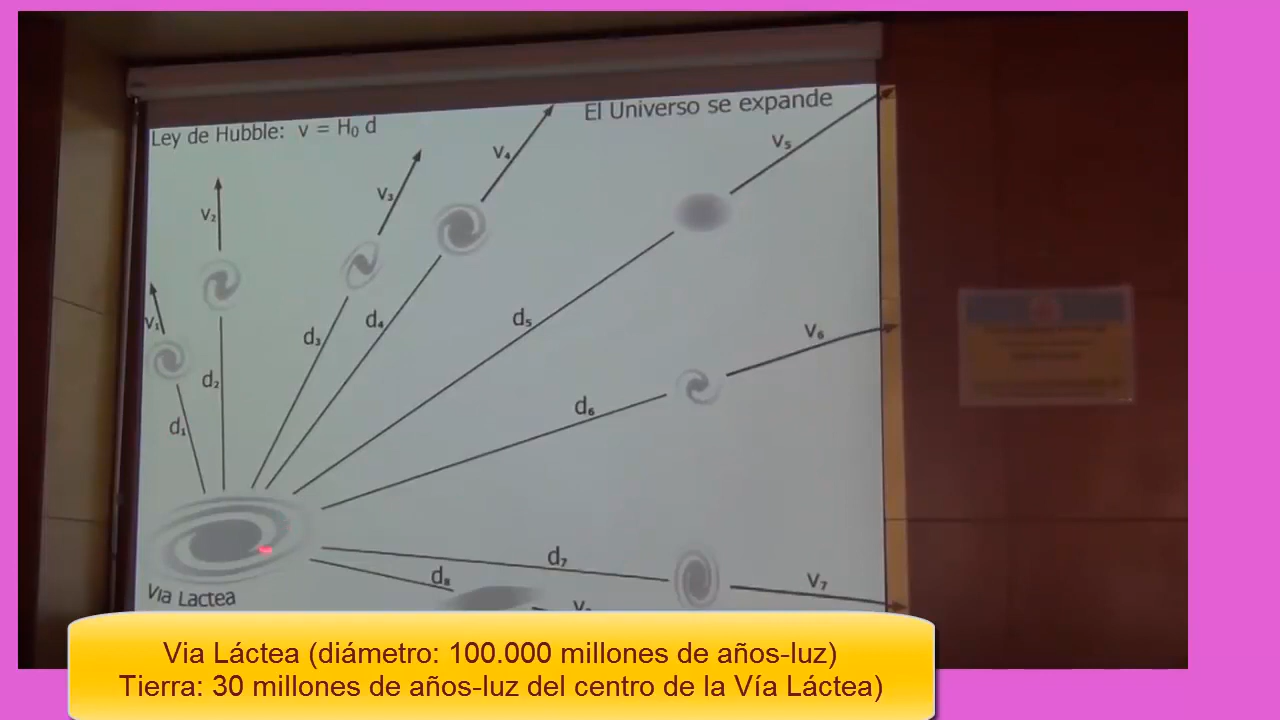 Ley de Hubble: v = H₀ d
El Universo se expande
v₁
v₂
v₃
v₄
v₅
v₆
v₇
d₁
d₂
d₃
d₄
d₅
d₆
d₇
d₈
Via Lactea
Via Láctea (diámetro: 100.000 millones de años-luz)
Tierra: 30 millones de años-luz del centro de la Vía Láctea)